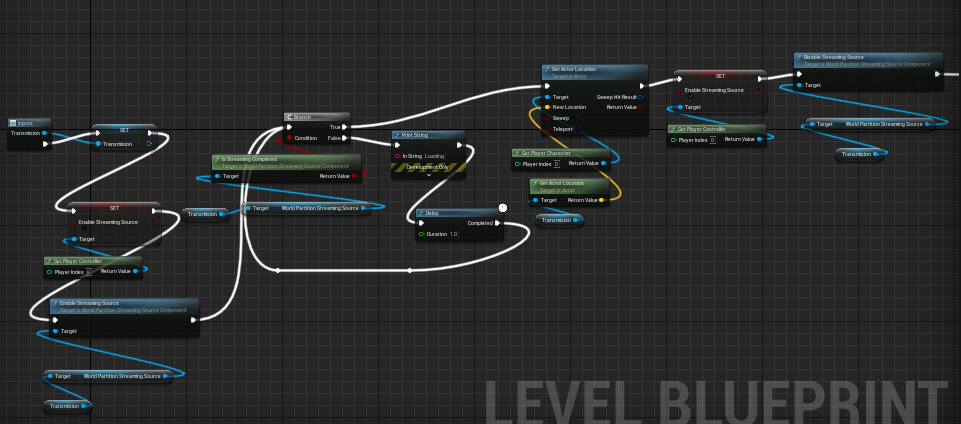 Inputs
Transmision
SET
Transmision
SET
Enable Streaming Source
Target
Get Player Controller
Player Index 0
Return Value
Enable Streaming Source
Target is World Partition Streaming Source Component
Target
Target World Partition Streaming Source
Transmision
Branch
True
Condition False
Is Streaming Completed
Target is World Partition Streaming Source Component
Target
Return Value
Transmision
Target World Partition Streaming Source
Print String
In String Loading
Development Only
Delay
Completed
Duration 1.0
Set Actor Location
Target is Actor
Target Sweep Hit Result
New Location Return Value
Sweep
Teleport
Get Player Character
Player Index 0 Return Value
Get Actor Location
Target is Actor
Target Return Value
Transmision
SET
Enable Streaming Source
Target
Get Player Controller
Player Index 0 Return Value
Disable Streaming Source
Target is World Partition Streaming Source Component
Target
Target World Partition Streaming Source
Transmision
LEVEL BLUEPRINT